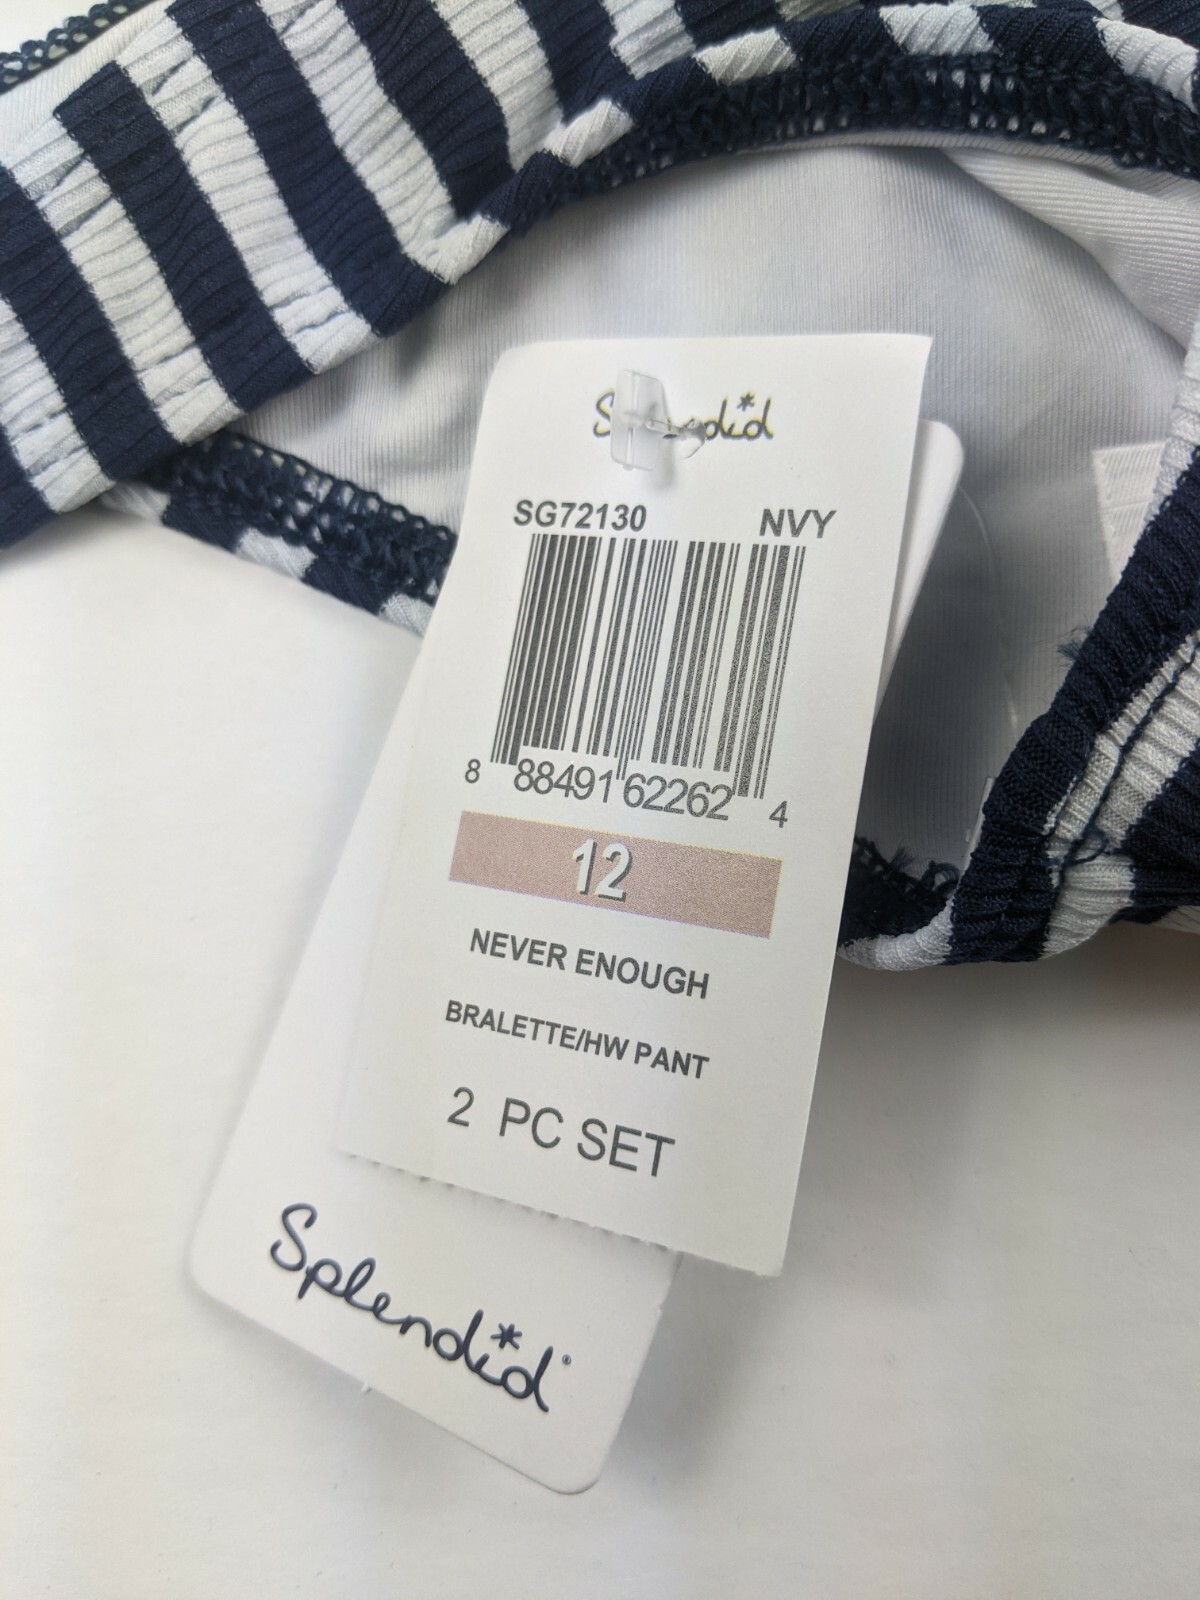 Splendid
SG72130 NVY
8 88491 62262 4
12
NEVER ENOUGH
BRALETTE/HW PANT
2 PC SET
Splendid